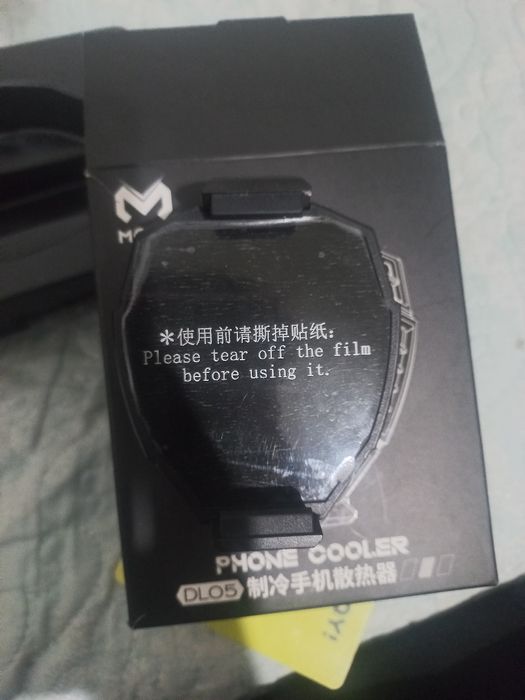 M
*使用前请撕掉贴纸:
Please tear off the film
before using it.
PHONE COOLER
DL05 制冷手机散热器